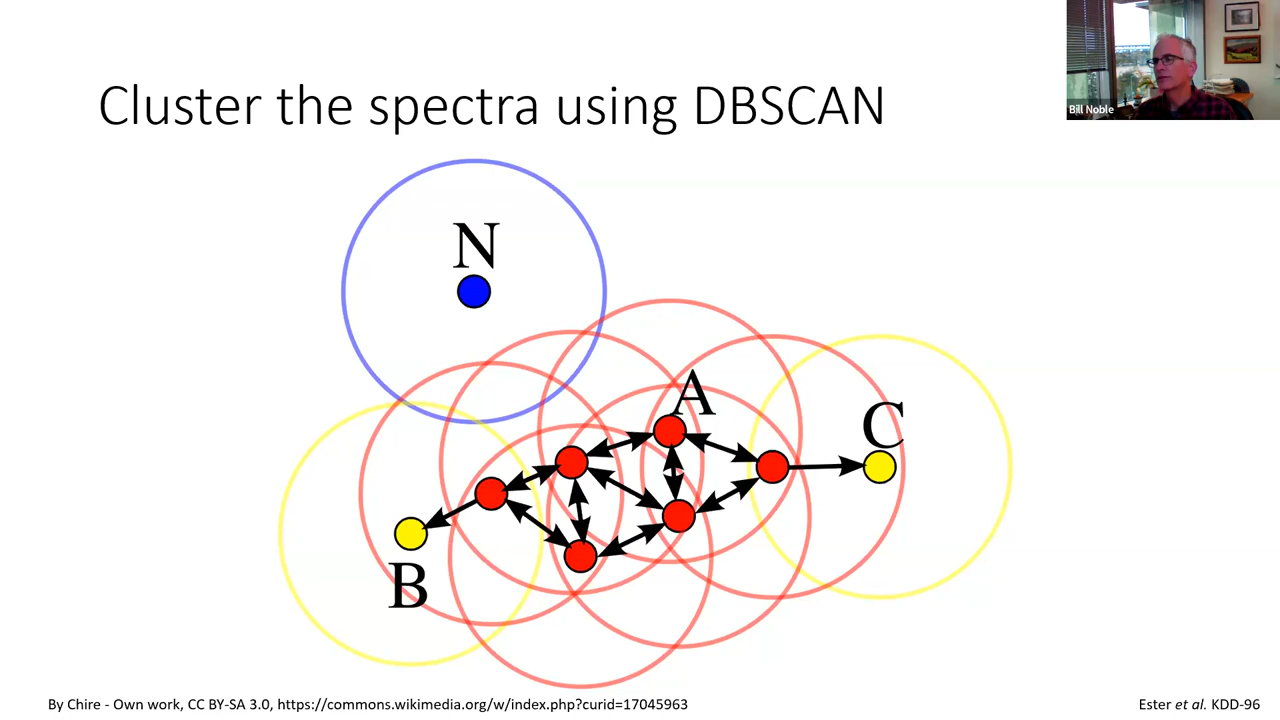 Bill Noble
Cluster the spectra using DBSCAN
N
A
C
B
By Chire - Own work, CC BY-SA 3.0, https://commons.wikimedia.org/w/index.php?curid=17045963
Ester et al. KDD-96